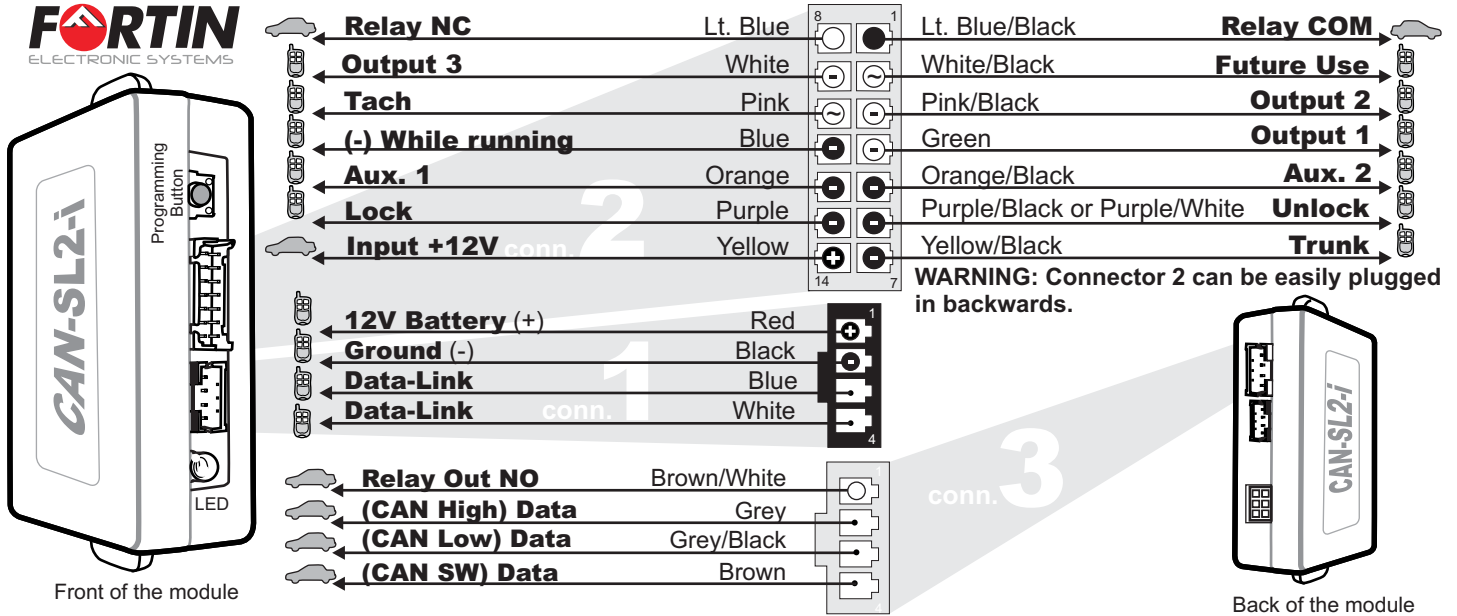 FORTIN
ELECTRONIC SYSTEMS
Relay NC Lt. Blue 8 1 Lt. Blue/Black Relay COM
Output 3 White White/Black Future Use
Tach Pink Pink/Black Output 2
(-) While running Blue Green Output 1
Aux. 1 Orange Orange/Black Aux. 2
Lock Purple Purple/Black or Purple/White Unlock
Input +12V Yellow Yellow/Black Trunk
14 7
conn. 2
WARNING: Connector 2 can be easily plugged
in backwards.
Programming
Button
CAN-SL2-i
LED
Front of the module
12V Battery (+) Red 1
Ground (-) Black
Data-Link Blue
Data-Link White
4
conn. 1
Relay Out NO Brown/White 1
(CAN High) Data Grey
(CAN Low) Data Grey/Black
(CAN SW) Data Brown
4
conn. 3
CAN-SL2-i
Back of the module